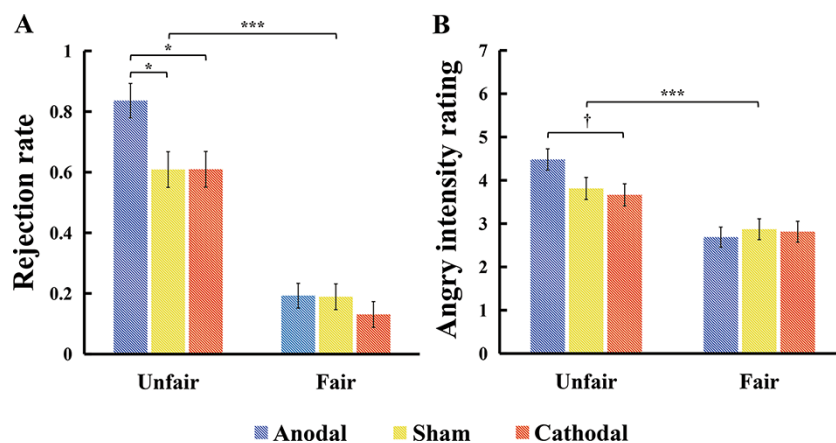 A
Rejection rate
1
0.8
0.6
0.4
0.2
0
*
*
***
Unfair
Fair
B
Angry intensity rating
7
6
5
4
3
2
1
0
†
***
Unfair
Fair
Anodal Sham Cathodal